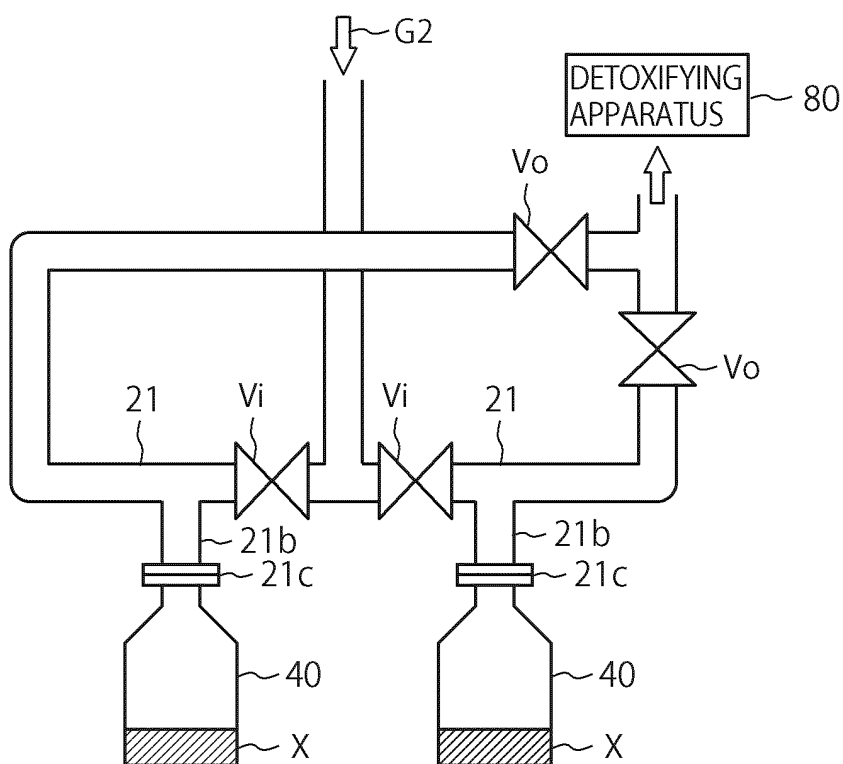 G2
DETOXIFYING
APPARATUS
80
Vo
Vo
21
Vi
Vi
21
21b
21b
21c
21c
40
40
X
X